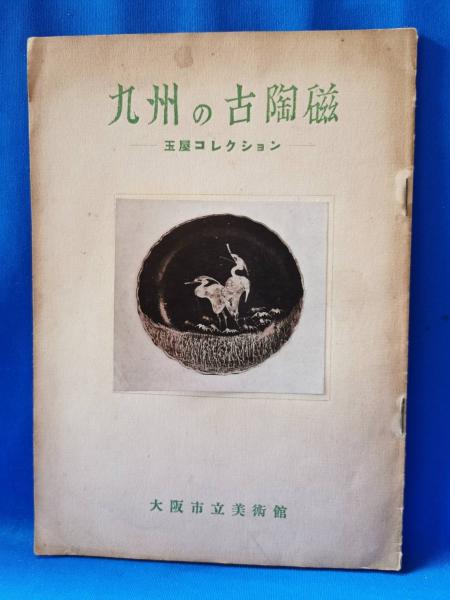 九州の古陶磁
玉屋コレクション
大阪市立美術館